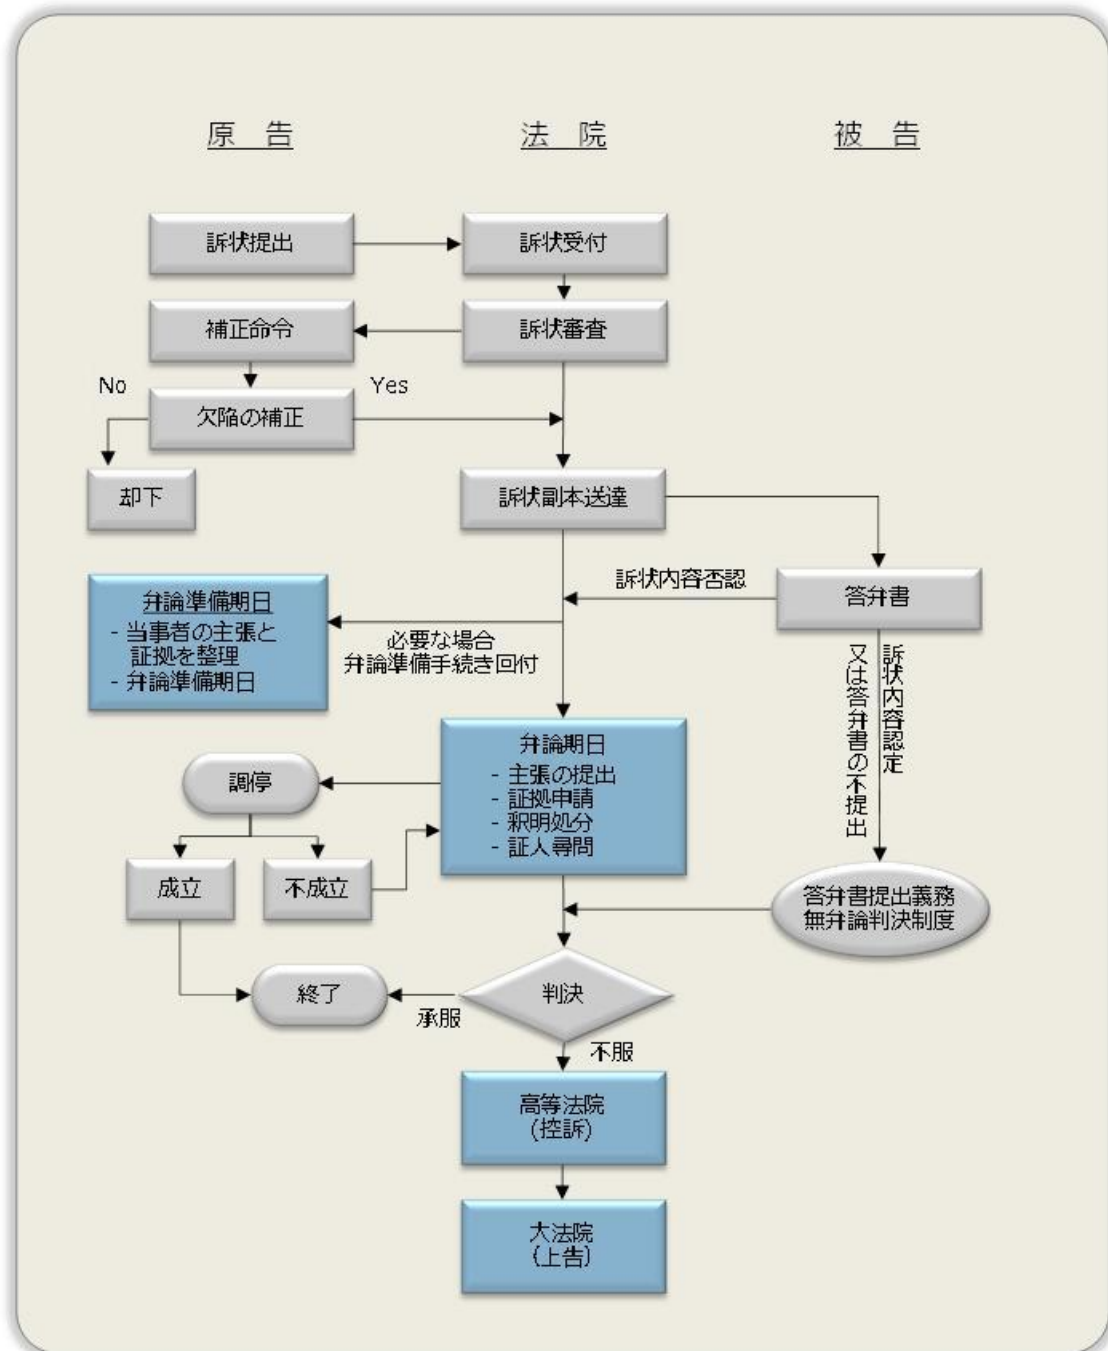 原 告
法 院
被 告
訴状提出
訴状受付
補正命令
訴状審査
No
Yes
欠陥の補正
却下
訴状副本送達
訴状内容否認
答弁書
弁論準備期日
- 当事者の主張と
証拠を整理
- 弁論準備期日
必要な場合
弁論準備手続き回付
訴状内容認定
又は答弁書の不提出
弁論期日
- 主張の提出
- 証拠申請
- 釈明処分
- 証人尋問
調停
成立
不成立
答弁書提出義務
無弁論判決制度
終了
承服
判決
不服
高等法院
(控訴)
大法院
(上告)